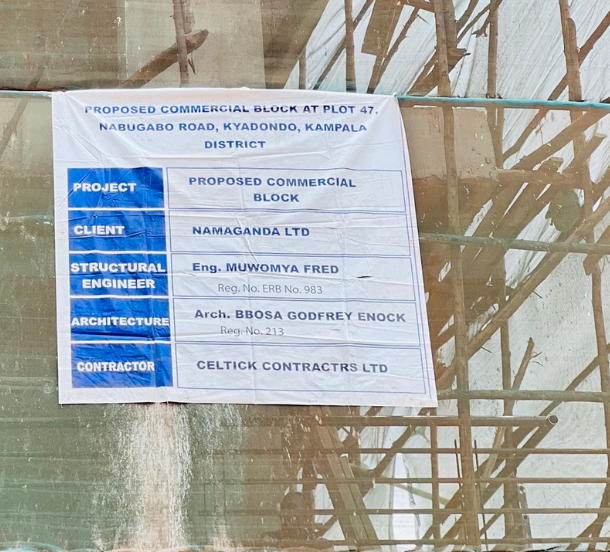 PROPOSED COMMERCIAL BLOCK AT PLOT 47,
NABUGABO ROAD, KYADONDO, KAMPALA
DISTRICT
PROJECT
PROPOSED COMMERCIAL
BLOCK
CLIENT
NAMAGANDA LTD
STRUCTURAL
ENGINEER
Eng. MUWOMYA FRED
Reg. No. ERB No. 983
ARCHITECTURE
Arch. BBOSA GODFREY ENOCK
Reg. No. 213
CONTRACTOR
CELTICK CONTRACTRS LTD